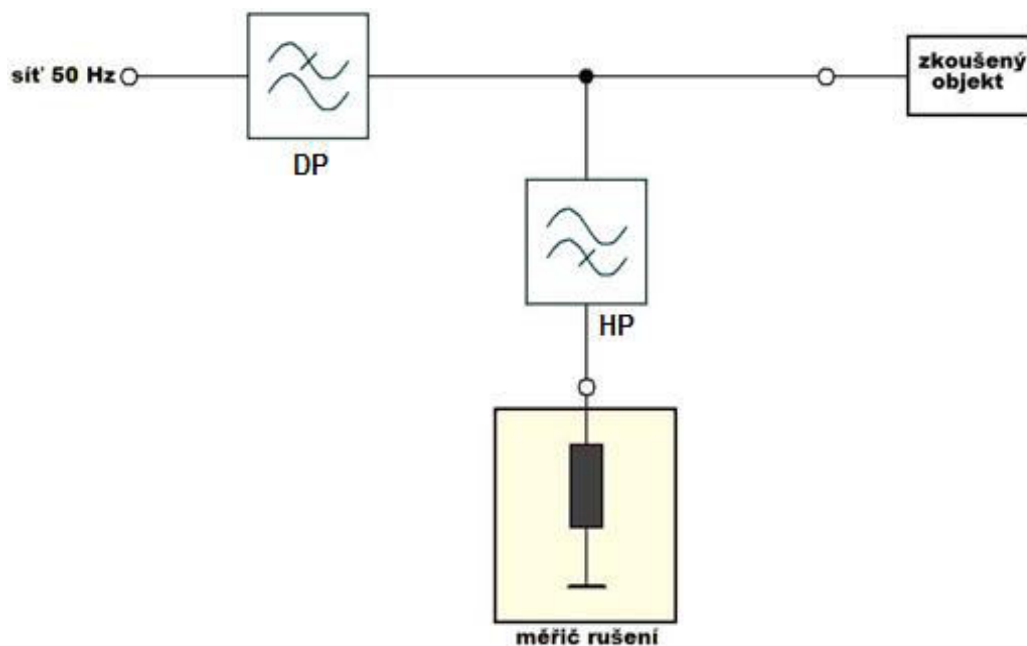 síť 50 Hz
zkoušený
objekt
DP
HP
měřič rušení